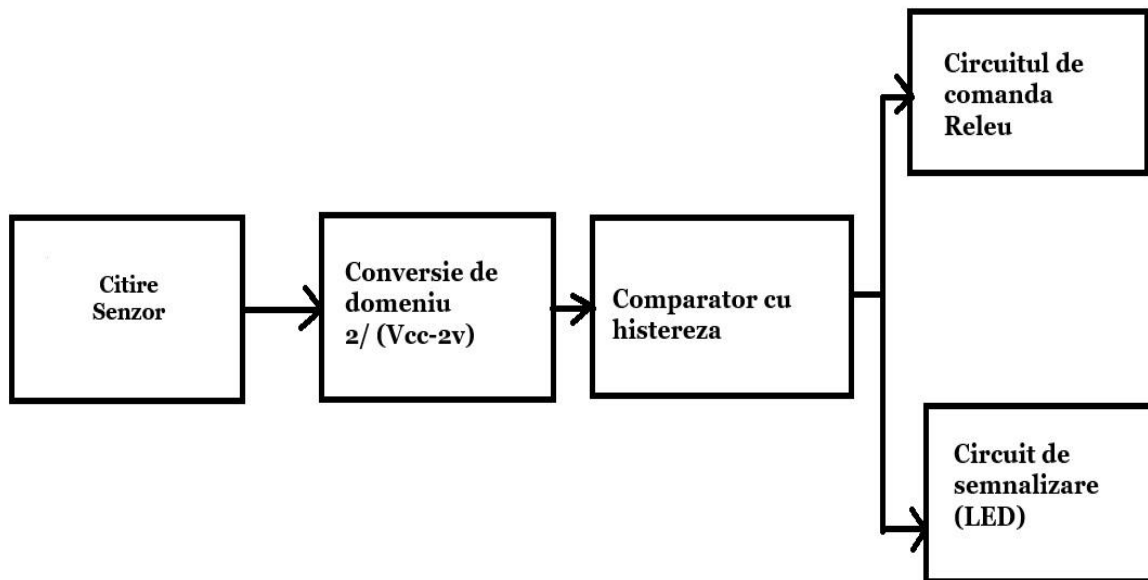 Citire
Senzor
Conversie de
domeniu
2/ (Vcc-2v)
Comparator cu
histereza
Circuitul de
comanda
Releu
Circuit de
semnalizare
(LED)